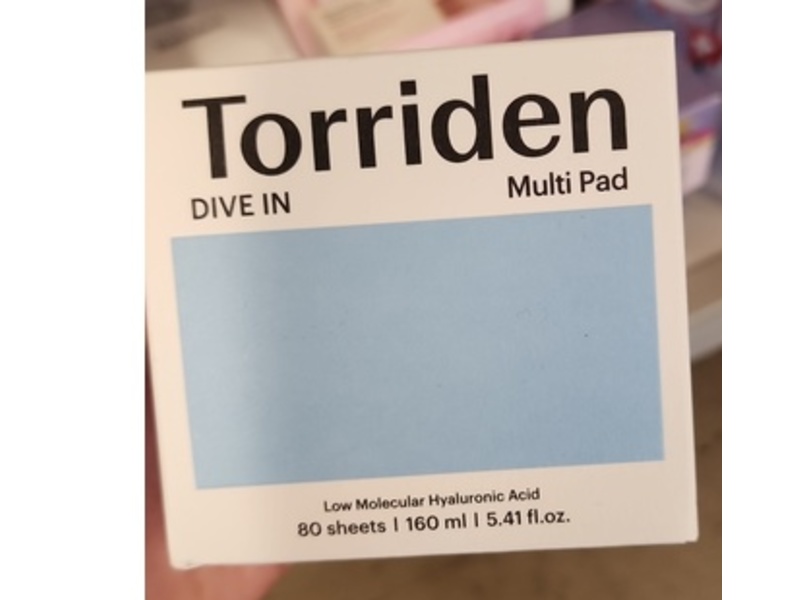 Torriden
DIVE IN
Multi Pad
Low Molecular Hyaluronic Acid
80 sheets | 160 ml | 5.41 fl.oz.